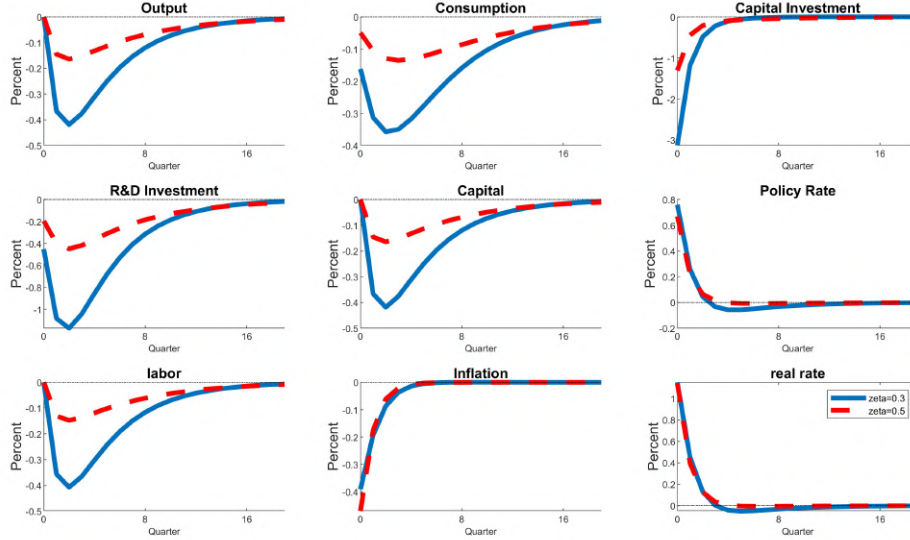 Output
Percent
0
-0.1
-0.2
-0.3
-0.4
-0.5
0 8 16
Quarter
Consumption
Percent
0
-0.1
-0.2
-0.3
-0.4
0 8 16
Quarter
Capital Investment
Percent
0
-1
-2
-3
0 8 16
Quarter
R&D Investment
Percent
0
-0.2
-0.4
-0.6
-0.8
-1
0 8 16
Quarter
Capital
Percent
0
-0.1
-0.2
-0.3
-0.4
-0.5
0 8 16
Quarter
Policy Rate
Percent
0.8
0.6
0.4
0.2
0
-0.2
0 8 16
Quarter
labor
Percent
0
-0.1
-0.2
-0.3
-0.4
-0.5
0 8 16
Quarter
Inflation
Percent
0
-0.1
-0.2
-0.3
-0.4
0 8 16
Quarter
real rate
Percent
1
0.8
0.6
0.4
0.2
0
0 8 16
Quarter
zeta=0.3
zeta=0.5